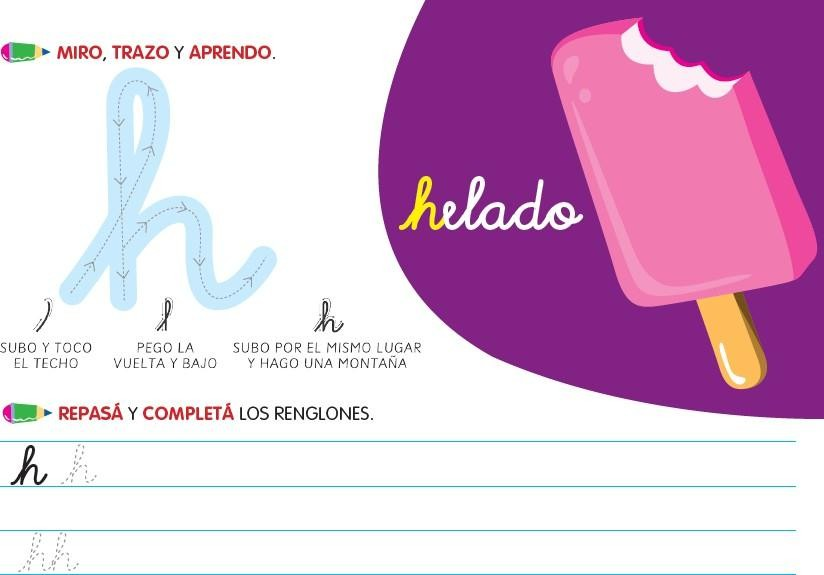 MIRO, TRAZO Y APRENDO.
h
helado
SUBO Y TOCO
EL TECHO
PEGO LA
VUELTA Y BAJO
h
SUBO POR EL MISMO LUGAR
Y HAGO UNA MONTAÑA
REPASÁ Y COMPLETÁ LOS RENGLONES.
h h
hh